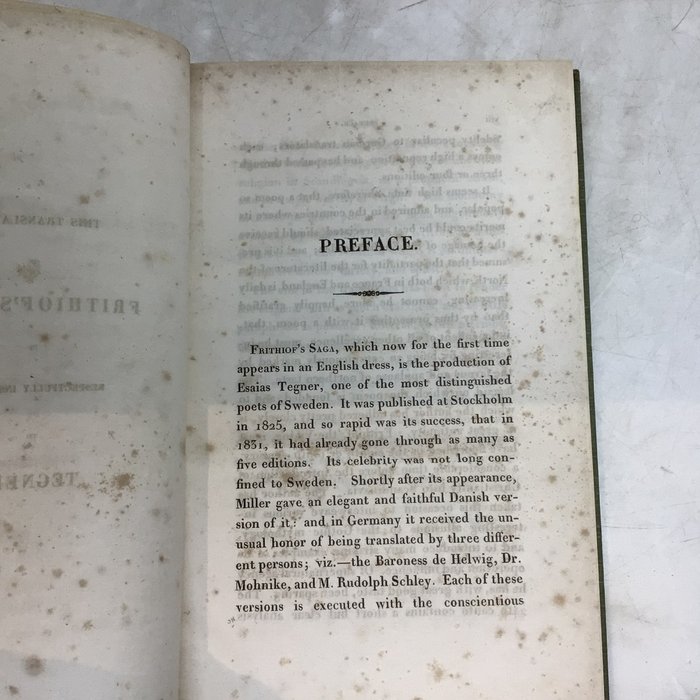 PREFACE.
Frithiof's Saga, which now for the first time
appears in an English dress, is the production of
Esaias Tegner, one of the most distinguished
poets of Sweden. It was published at Stockholm
in 1825, and so rapid was its success, that in
1831, it had already gone through as many as
five editions. Its celebrity was not long con-
fined to Sweden. Shortly after its appearance,
Miller gave an elegant and faithful Danish ver-
sion of it: and in Germany it received the un-
usual honor of being translated by three differ-
ent persons; viz.—the Baroness de Helwig, Dr.
Mohnike, and M. Rudolph Schley. Each of these
versions is executed with the conscientious